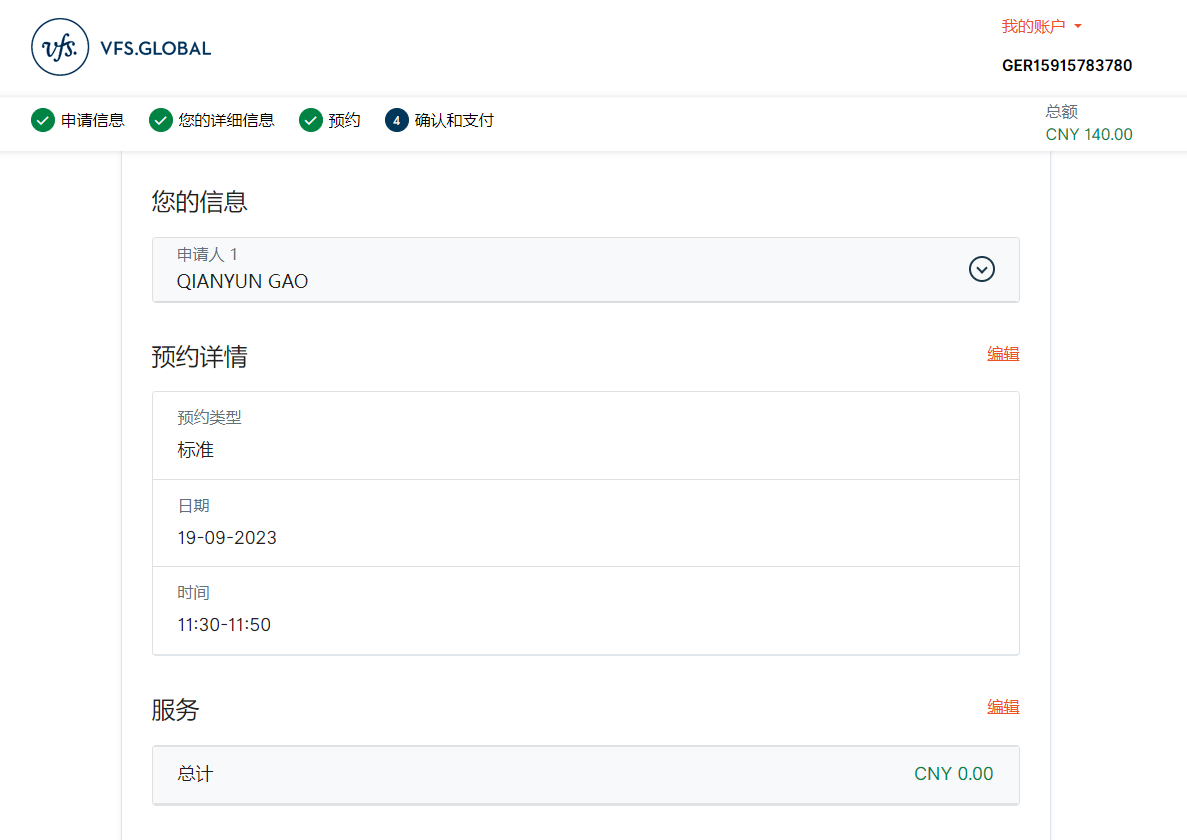 vfs. VFS.GLOBAL
我的账户
GER15915783780
申请信息 您的详细信息 预约 4 确认和支付
总额
CNY 140.00
您的信息
申请人 1
QIANYUN GAO
预约详情 编辑
预约类型
标准
日期
19-09-2023
时间
11:30-11:50
服务 编辑
总计 CNY 0.00